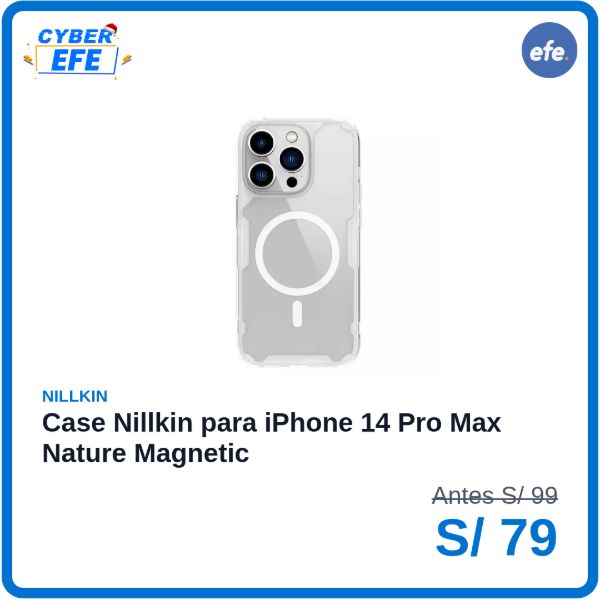 CYBER
EFE
efe.
NILLKIN
Case Nillkin para iPhone 14 Pro Max
Nature Magnetic
Antes S/ 99
S/ 79